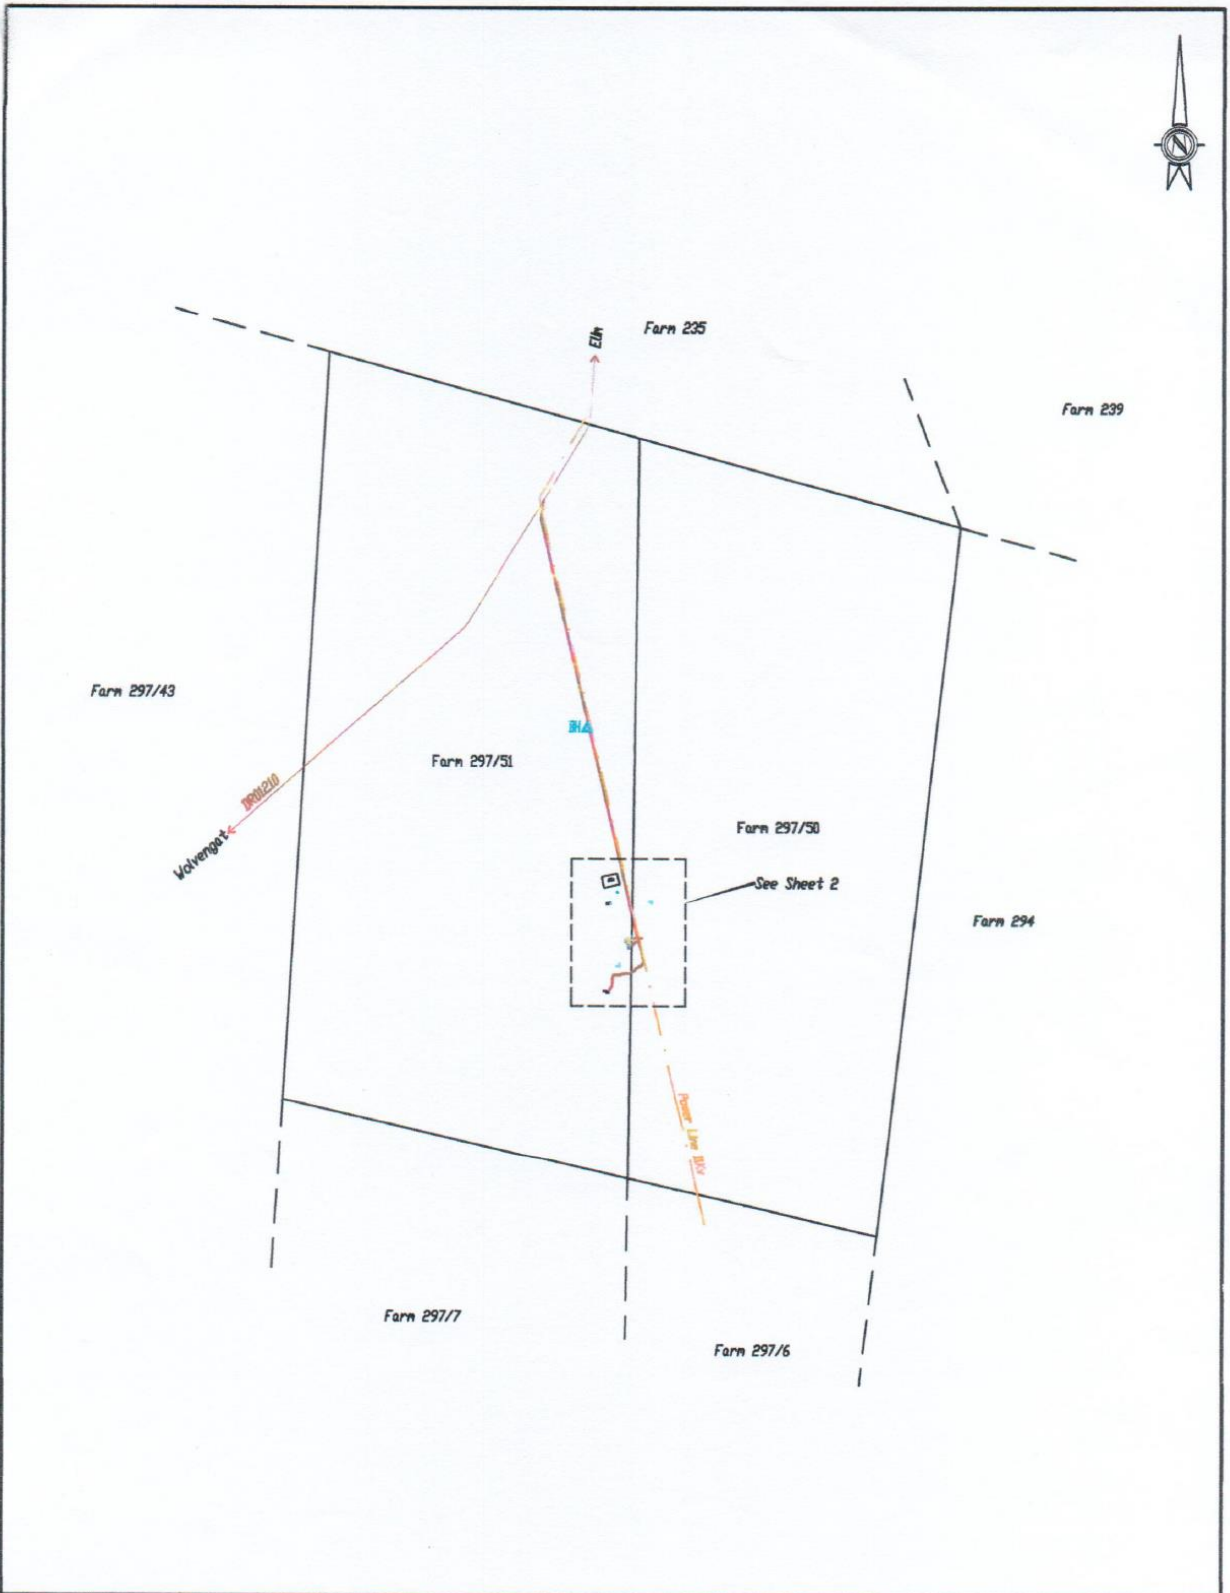 N
Elim
Farm 235
Farm 239
Farm 297/43
BH
Farm 297/51
DR01210
Wolvengat
Farm 297/50
See Sheet 2
Farm 294
Power Line 11Kv
Farm 297/7
Farm 297/6